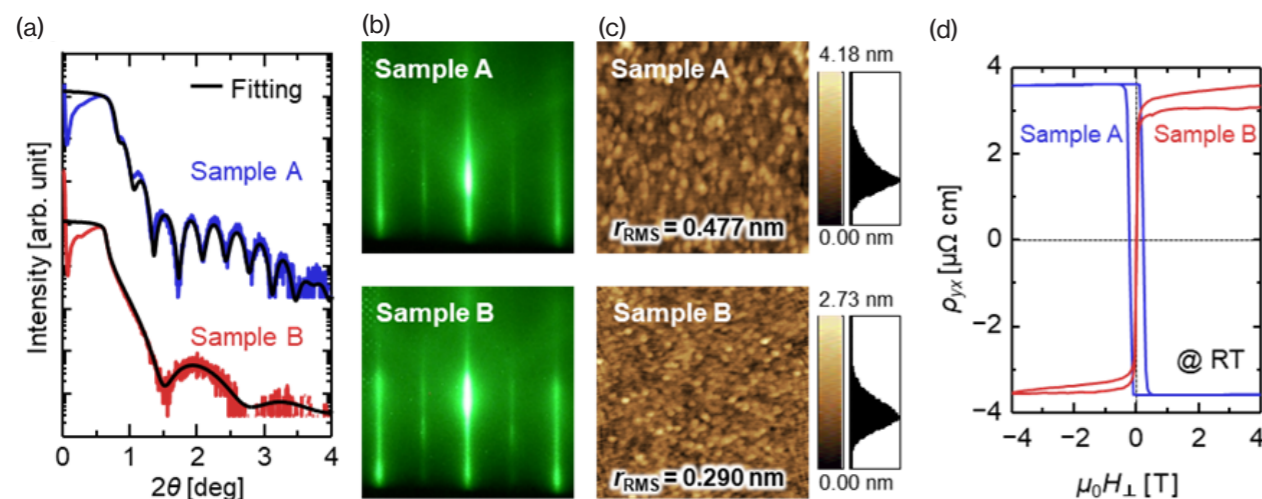 (a)
Intensity [arb. unit]
Fitting
Sample A
Sample B
0 1 2 3 4
2θ [deg]
(b)
Sample A
Sample B
(c)
Sample A
r_RMS = 0.477 nm
4.18 nm
0.00 nm
Sample B
r_RMS = 0.290 nm
2.73 nm
0.00 nm
(d)
ρyx [μΩ cm]
4
2
0
−2
−4
Sample A
Sample B
@ RT
−4 −2 0 2 4
μ0H⊥ [T]